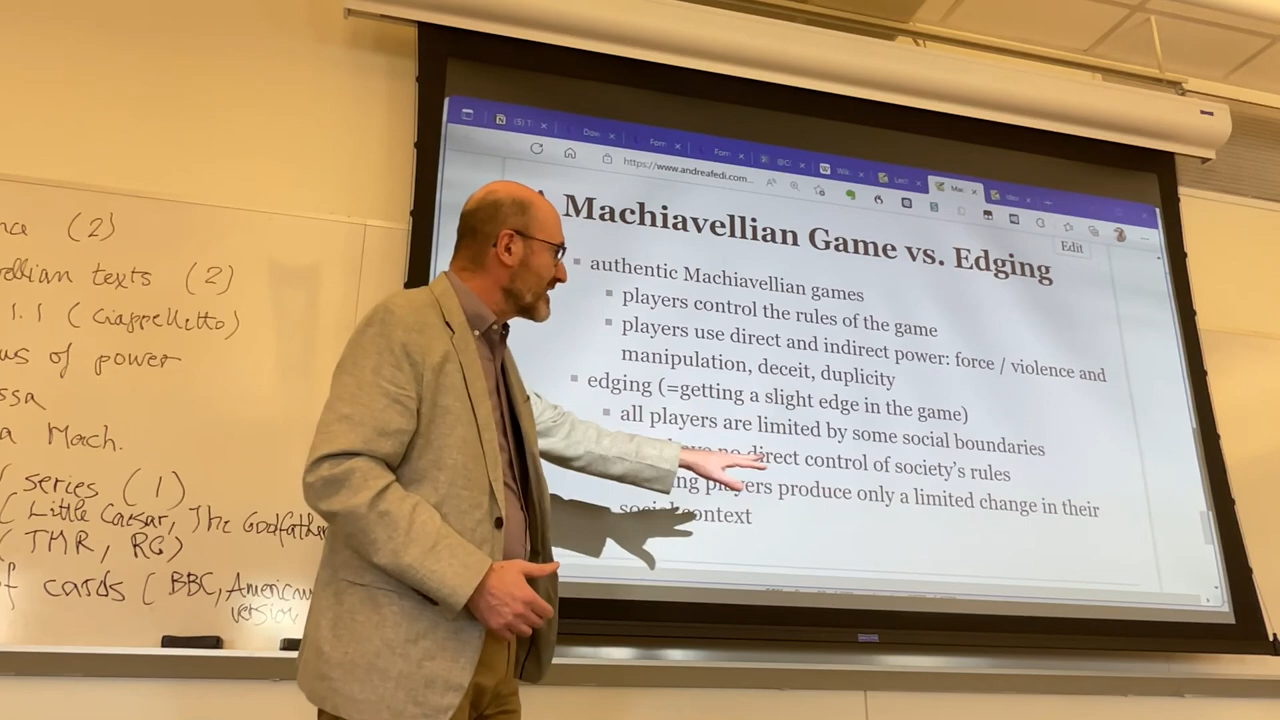 https://www.andreafedi.com...
Edit
A Machiavellian Game vs. Edging
authentic Machiavellian games
players control the rules of the game
players use direct and indirect power: force / violence and
manipulation, deceit, duplicity
edging (=getting a slight edge in the game)
all players are limited by some social boundaries
no direct control of society's rules
players produce only a limited change in their
social context
(2)
texts (2)
1.1 (Ciappelletto)
of power
Mach.
series (1)
(Little Caesar, The Godfather
(TMR, RG)
cards (BBC, American
version